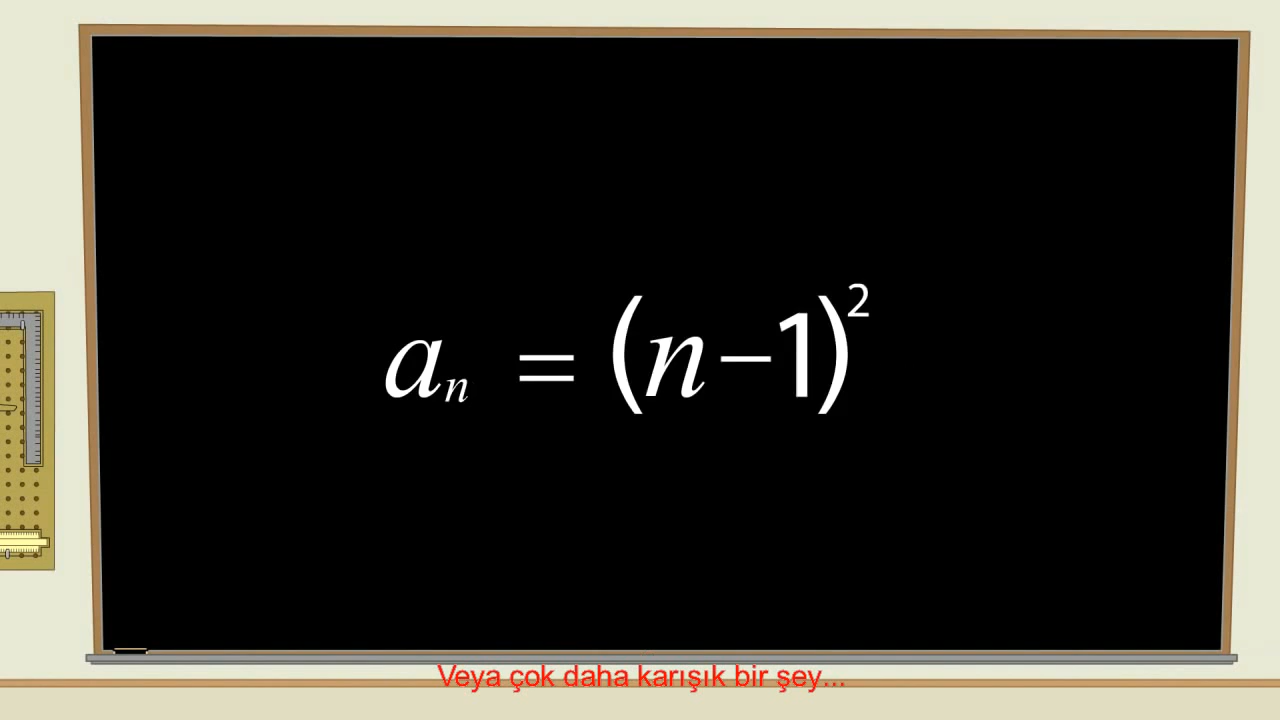 aₙ = (n−1)²
Veya çok daha karışık bir şey...